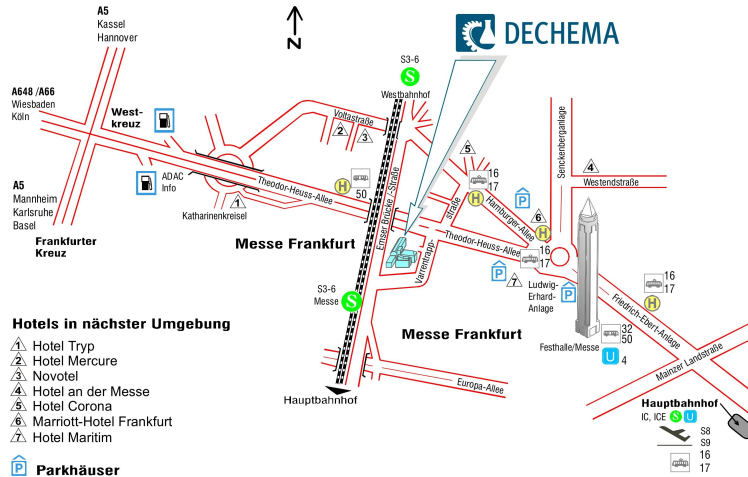 A5
Kassel
Hannover
N
DECHEMA
S3-6
S
Westbahnhof
A648 /A66
Wiesbaden
Köln
West-
kreuz
Voltastraße
2
3
ADAC
Info
A5
Mannheim
Karlsruhe
Basel
Frankfurter
Kreuz
1
Katharinenkreisel
Theodor-Heuss-Allee
H
50
Emser Brücke /-Straße
5
16
17
H
P
Hamburger-Allee
6
H
Senckenberganlage
4
Westendstraße
Messe Frankfurt
Varrentrapp-
straße
Theodor-Heuss-Allee
16
17
P
7
Ludwig-
Erhard-
Anlage
P
S3-6
Messe
S
16
17
H
Friedrich-Ebert-Anlage
Messe Frankfurt
Festhalle/Messe
32
50
U
4
Mainzer Landstraße
Europa-Allee
Hauptbahnhof
Hauptbahnhof
IC, ICE
S
U
S8
S9
16
17
Hotels in nächster Umgebung
1 Hotel Tryp
2 Hotel Mercure
3 Novotel
4 Hotel an der Messe
5 Hotel Corona
6 Marriott-Hotel Frankfurt
7 Hotel Maritim
P Parkhäuser